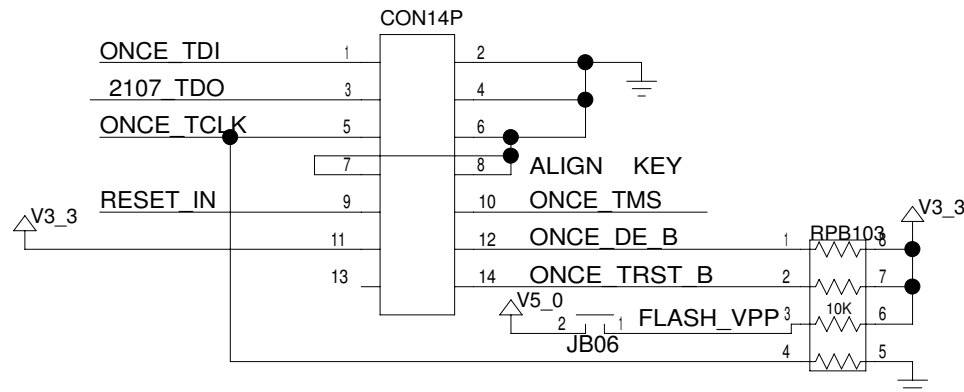 CON14P
ONCE_TDI 1 2
2107_TDO 3 4
ONCE_TCLK 5 6
7 8 ALIGN KEY
RESET_IN 9 10 ONCE_TMS
V3_3 V3_3
11 12 ONCE_DE_B 1 RPB103 8
13 14 ONCE_TRST_B 2 7
V5_0 2 1 FLASH_VPP 3 10K 6
JB06
4 5